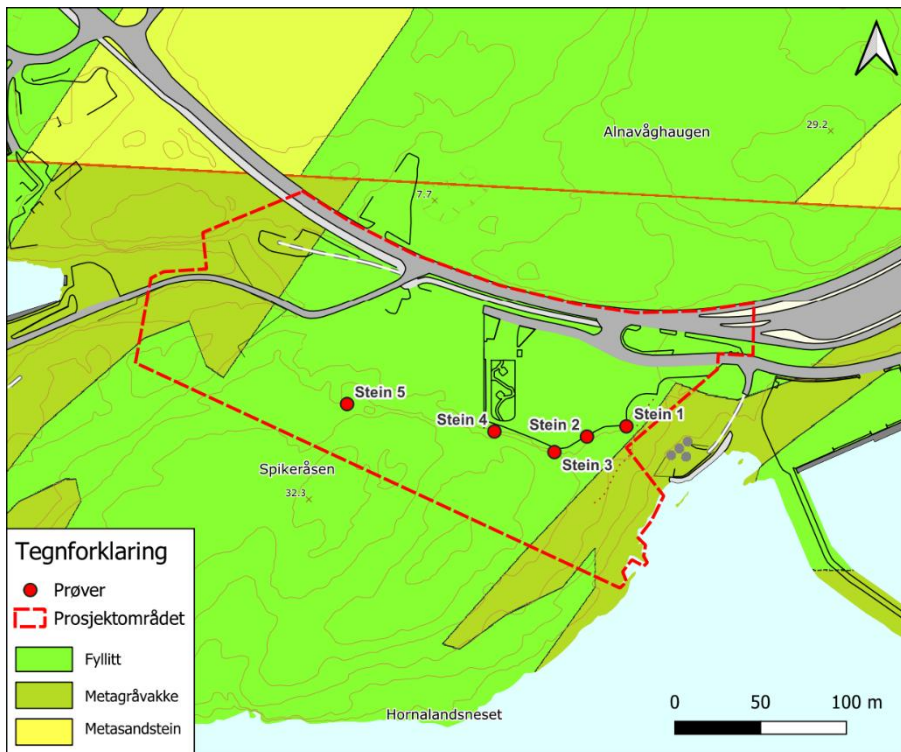 Alnavåghaugen
29.2
7.7
Stein 5
Stein 4
Stein 2
Stein 1
Stein 3
Spikeråsen
32.3
Tegnforklaring
Prøver
Prosjektområdet
Fyllitt
Metagråvakke
Metasandstein
Hornalandsneset
0 50 100 m